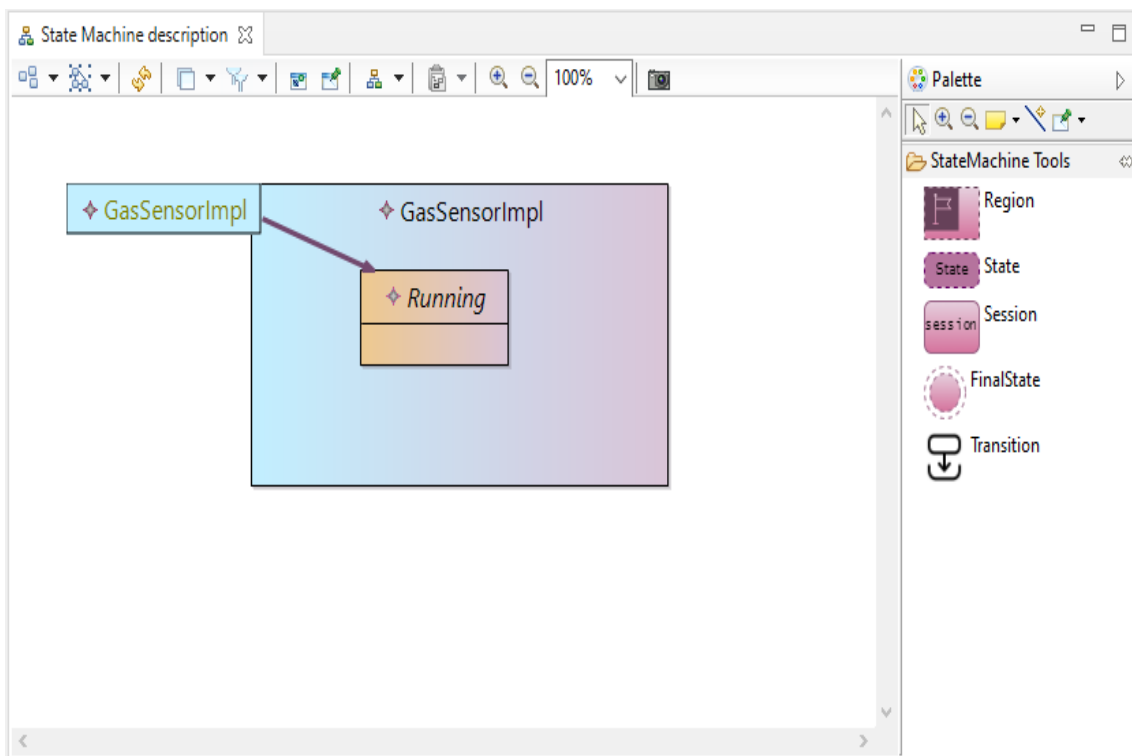 State Machine description
100%
Palette
StateMachine Tools
GasSensorImpl
GasSensorImpl
Running
Region
State
State
session
Session
FinalState
Transition